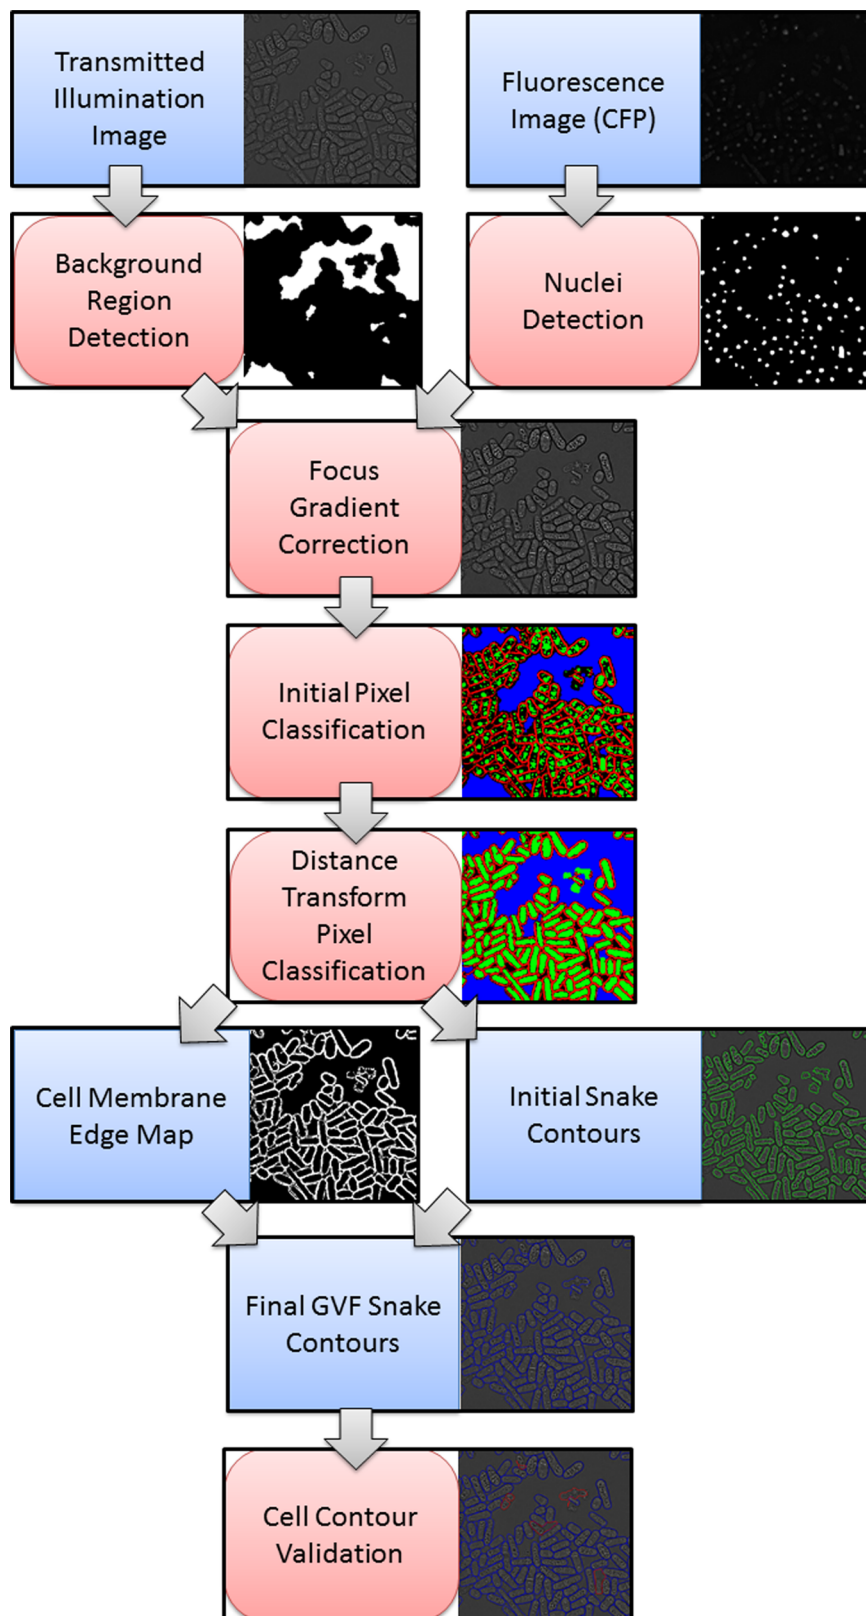 Transmitted
Illumination
Image
Fluorescence
Image (CFP)
Background
Region
Detection
Nuclei
Detection
Focus
Gradient
Correction
Initial Pixel
Classification
Distance
Transform
Pixel
Classification
Cell Membrane
Edge Map
Initial Snake
Contours
Final GVF Snake
Contours
Cell Contour
Validation